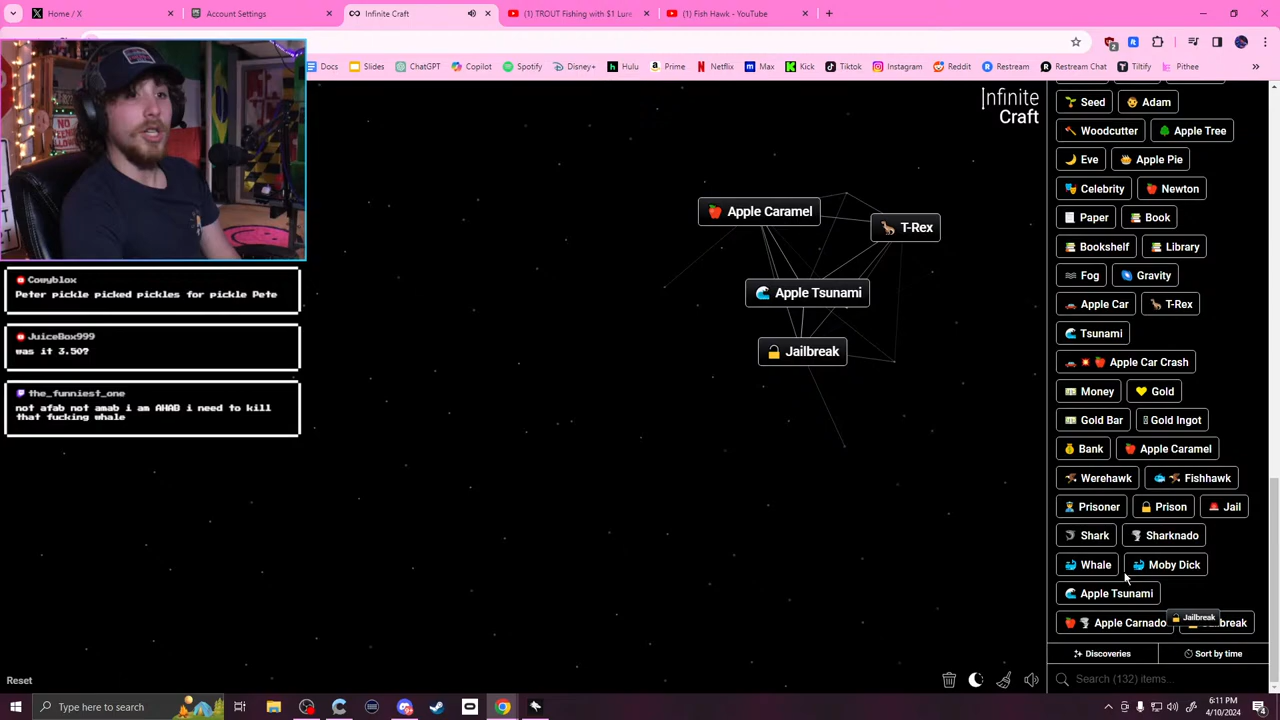 Home / X
Account Settings
Infinite Craft
(1) TROUT Fishing with $1 Lure
(1) Fish Hawk - YouTube
Docs
Slides
ChatGPT
Copilot
Spotify
Disney+
Hulu
Prime
Netflix
Max
Kick
Tiktok
Instagram
Reddit
Restream
Restream Chat
Tiltify
Pithee
Infinite
Craft
Seed
Adam
Woodcutter
Apple Tree
Eve
Apple Pie
Celebrity
Newton
Apple Caramel
T-Rex
Paper
Book
Bookshelf
Library
Comyblox
Peter pickle picked pickles for pickle Pete
Fog
Gravity
Apple Tsunami
Apple Car
T-Rex
JuiceBox999
was it 3.50?
Tsunami
Jailbreak
Apple Car Crash
the_funniest_one
not afab not amab i am AHAB i need to kill
that fucking whale
Money
Gold
Gold Bar
Gold Ingot
Bank
Apple Caramel
Werehawk
Fishhawk
Prisoner
Prison
Jail
Shark
Sharknado
Whale
Moby Dick
Apple Tsunami
Jailbreak
Apple Carnado
Discoveries
Sort by time
Reset
Search (132) items...
Type here to search
6:11 PM
4/10/2024